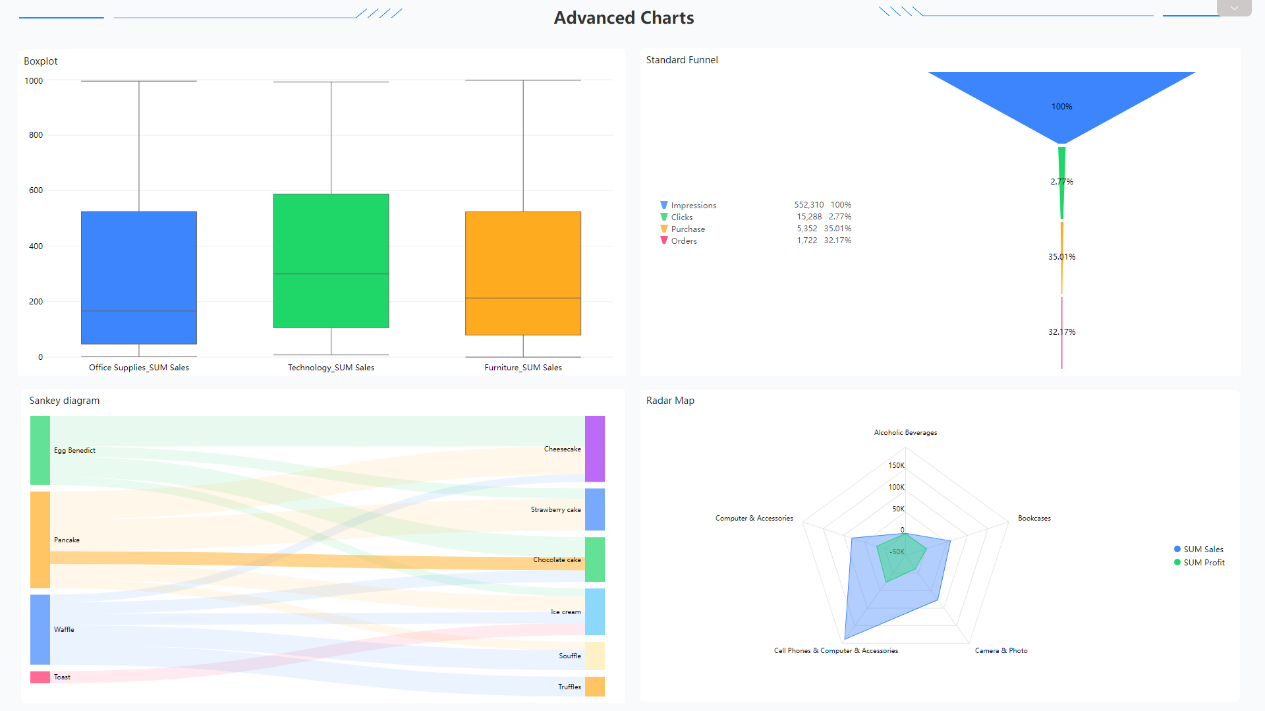 Advanced Charts
Boxplot
1000
800
600
400
200
0
Office Supplies_SUM Sales
Technology_SUM Sales
Furniture_SUM Sales
Standard Funnel
100%
2.77%
35.01%
32.17%
Impressions 552,310 100%
Clicks 15,288 2.77%
Purchase 5,352 35.01%
Orders 1,722 32.17%
Sankey diagram
Egg Benedict
Pancake
Waffle
Toast
Cheesecake
Strawberry cake
Chocolate cake
Ice cream
Souffle
Truffles
Radar Map
Alcoholic Beverages
150K
100K
50K
0
-50K
Computer & Accessories
Bookcases
Cell Phones & Computer & Accessories
Camera & Photo
SUM Sales
SUM Profit